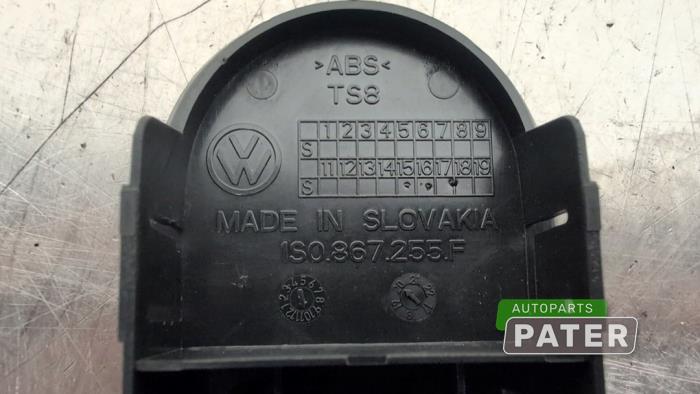 >ABS<
TS8
1 2 3 4 5 6 7 8 9
S
11 12 13 14 15 16 17 18 19
S
MADE IN SLOVAKIA
1S0.867.255.F
AUTOPARTS
PATER